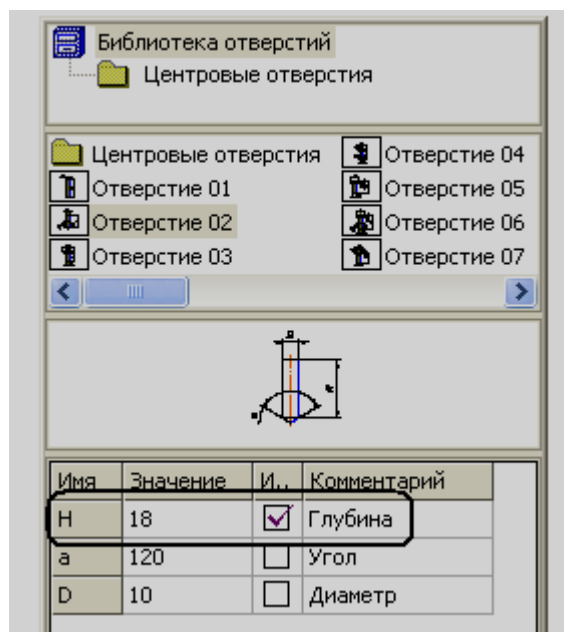 Библиотека отверстий
Центровые отверстия
Центровые отверстия Отверстие 04
Отверстие 01 Отверстие 05
Отверстие 02 Отверстие 06
Отверстие 03 Отверстие 07
Имя Значение И.. Комментарий
H 18 Глубина
a 120 Угол
D 10 Диаметр